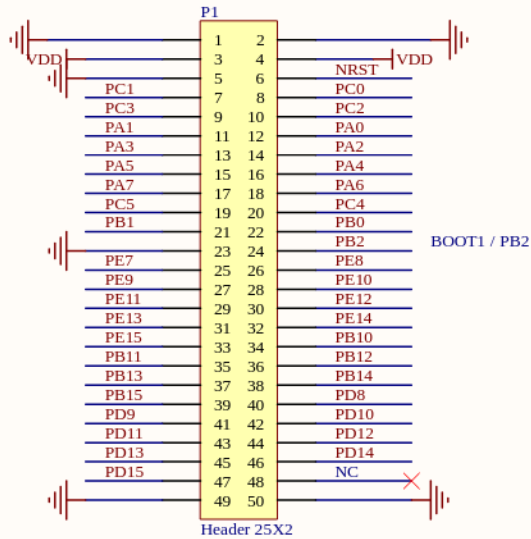 P1
1 2
VDD 3 4 VDD
5 6 NRST
PC1 7 8 PC0
PC3 9 10 PC2
PA1 11 12 PA0
PA3 13 14 PA2
PA5 15 16 PA4
PA7 17 18 PA6
PC5 19 20 PC4
PB1 21 22 PB0
23 24 PB2 BOOT1 / PB2
PE7 25 26 PE8
PE9 27 28 PE10
PE11 29 30 PE12
PE13 31 32 PE14
PE15 33 34 PB10
PB11 35 36 PB12
PB13 37 38 PB14
PB15 39 40 PD8
PD9 41 42 PD10
PD11 43 44 PD12
PD13 45 46 PD14
PD15 47 48 NC
49 50
Header 25X2